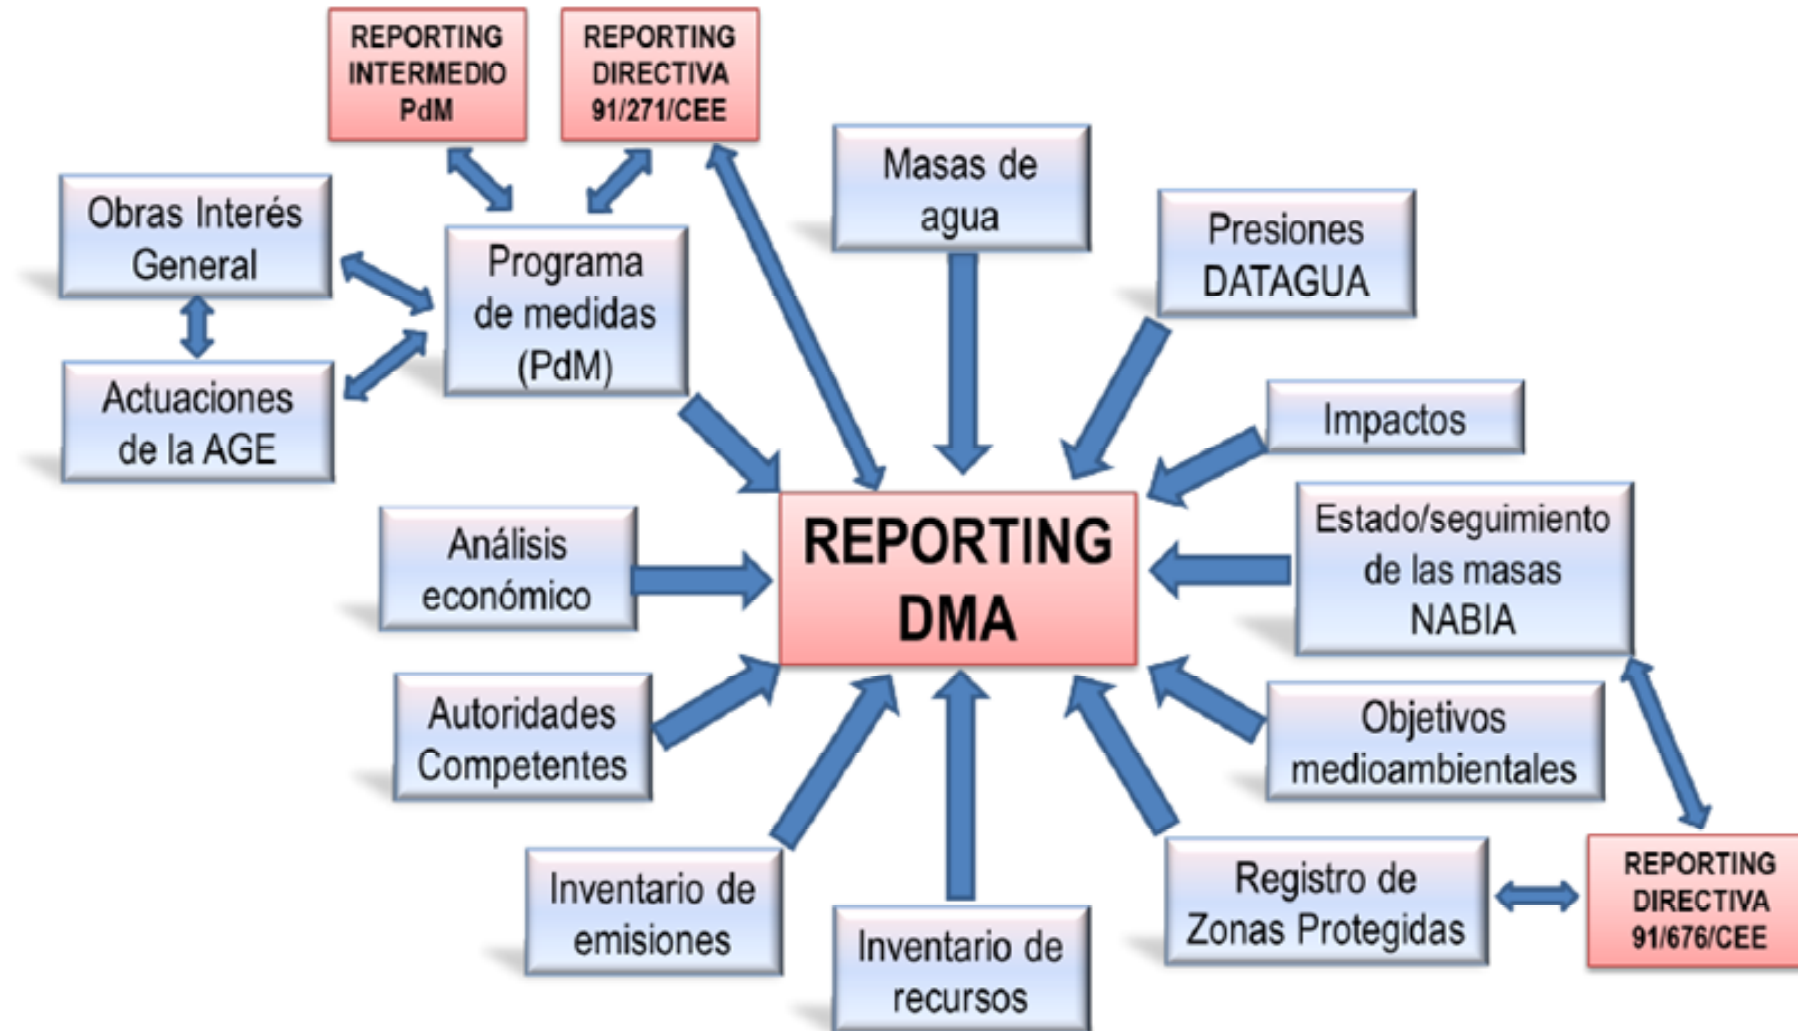 REPORTING
INTERMEDIO
PdM
REPORTING
DIRECTIVA
91/271/CEE
Masas de
agua
Obras Interés
General
Programa
de medidas
(PdM)
Presiones
DATAGUA
Actuaciones
de la AGE
Impactos
Análisis
económico
REPORTING
DMA
Estado/seguimiento
de las masas
NABIA
Autoridades
Competentes
Objetivos
medioambientales
Inventario de
emisiones
Inventario de
recursos
Registro de
Zonas Protegidas
REPORTING
DIRECTIVA
91/676/CEE